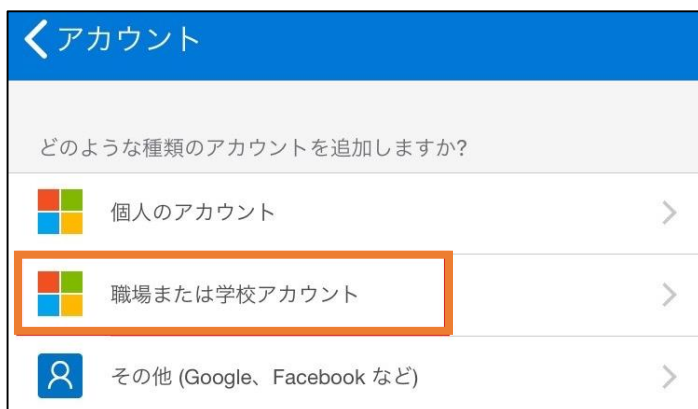 アカウント
どのような種類のアカウントを追加しますか?
個人のアカウント
職場または学校アカウント
その他 (Google、Facebook など)